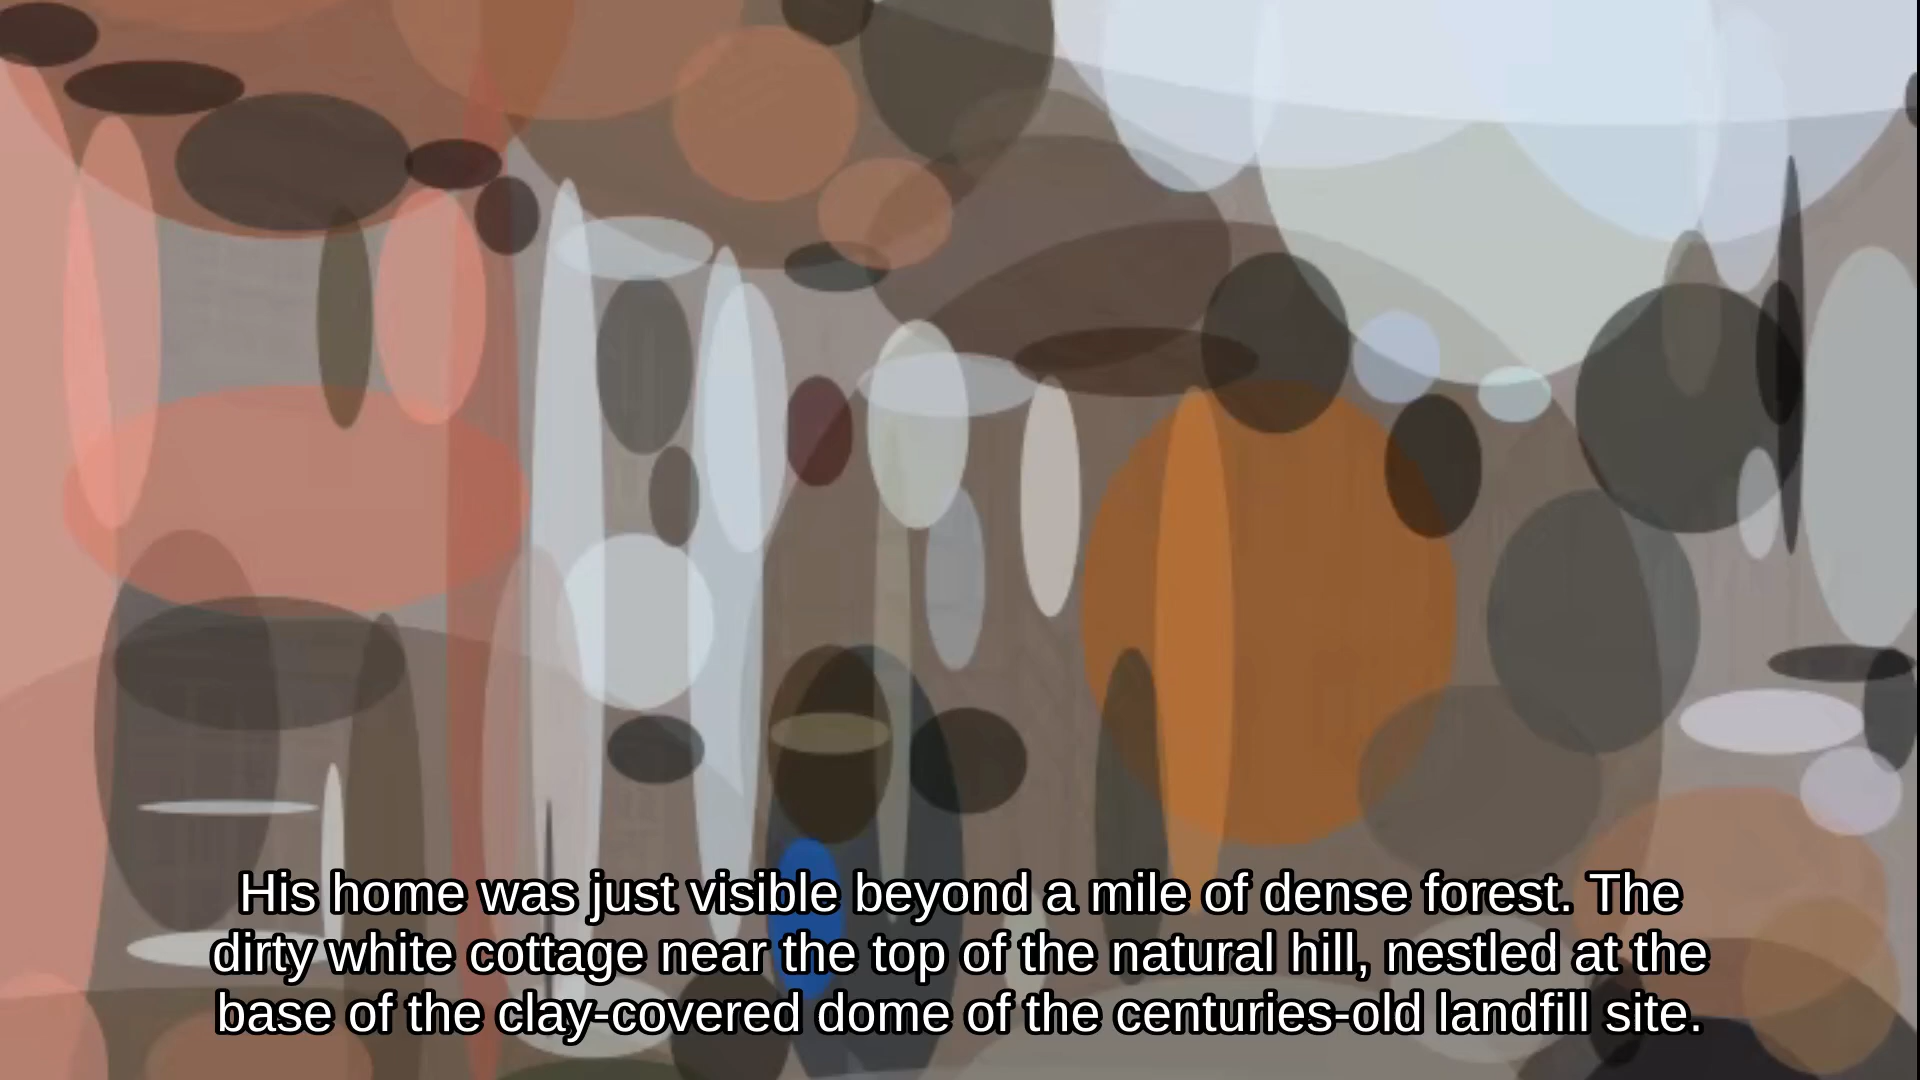 His home was just visible beyond a mile of dense forest. The
dirty white cottage near the top of the natural hill, nestled at the
base of the clay-covered dome of the centuries-old landfill site.